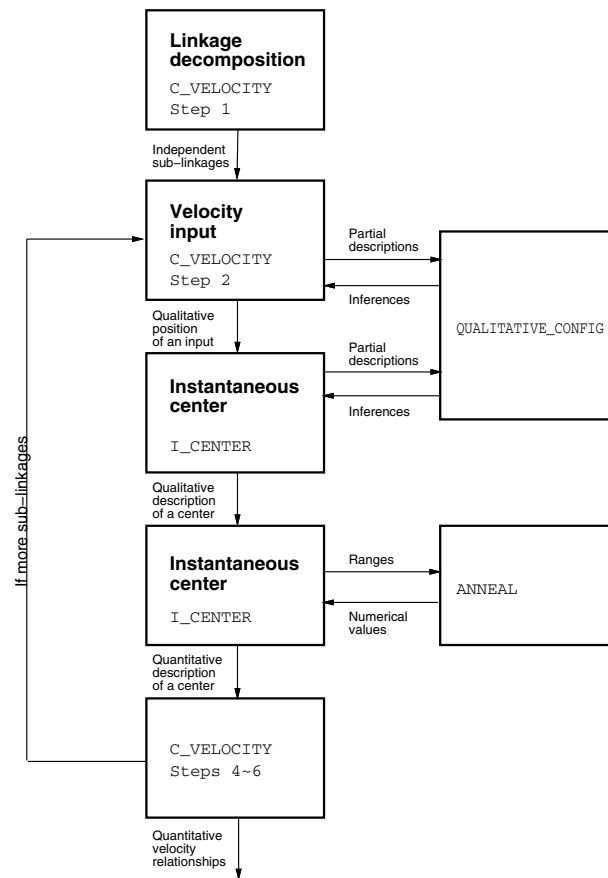 Linkage
decomposition
C_VELOCITY
Step 1
Independent
sub-linkages
Velocity
input
C_VELOCITY
Step 2
Partial
descriptions
Inferences
QUALITATIVE_CONFIG
Qualitative
position
of an input
Partial
descriptions
Inferences
Instantaneous
center
I_CENTER
Qualitative
description
of a center
Instantaneous
center
I_CENTER
Ranges
Numerical
values
ANNEAL
Quantitative
description
of a center
If more sub-linkages
C_VELOCITY
Steps 4~6
Quantitative
velocity
relationships